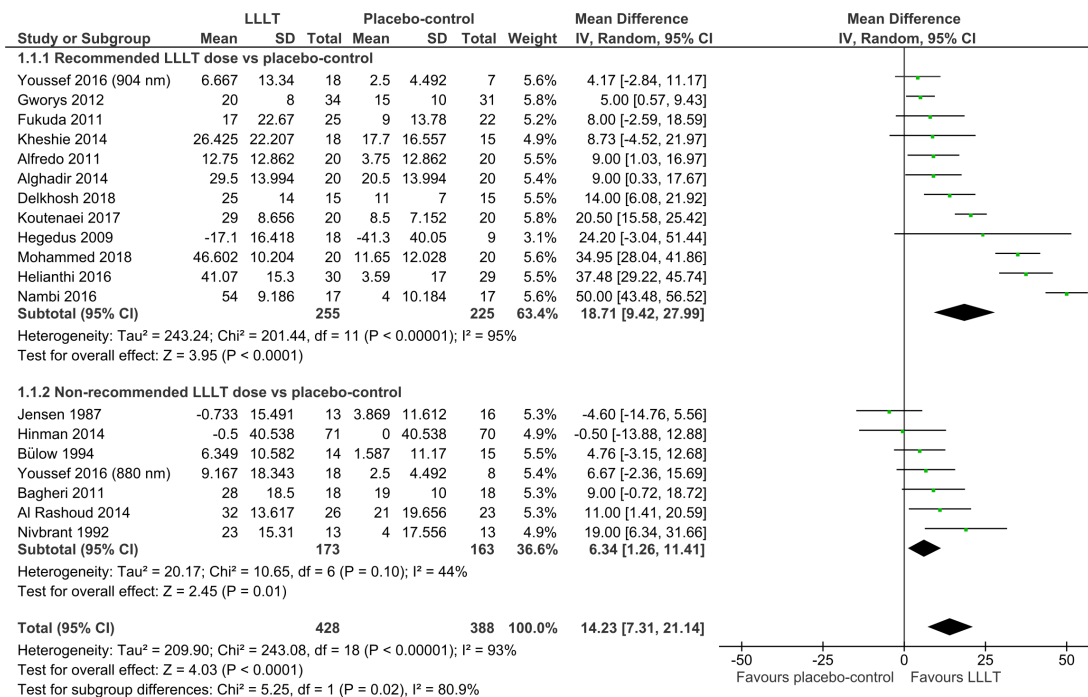 LLLT Placebo-control Mean Difference Mean Difference
Study or Subgroup Mean SD Total Mean SD Total Weight IV, Random, 95% CI IV, Random, 95% CI
1.1.1 Recommended LLLT dose vs placebo-control
Youssef 2016 (904 nm) 6.667 13.34 18 2.5 4.492 7 5.6% 4.17 [-2.84, 11.17]
Gworys 2012 20 8 34 15 10 31 5.8% 5.00 [0.57, 9.43]
Fukuda 2011 17 22.67 25 9 13.78 22 5.2% 8.00 [-2.59, 18.59]
Kheshie 2014 26.425 22.207 18 17.7 16.557 15 4.9% 8.73 [-4.52, 21.97]
Alfredo 2011 12.75 12.862 20 3.75 12.862 20 5.5% 9.00 [1.03, 16.97]
Alghadir 2014 29.5 13.994 20 20.5 13.994 20 5.4% 9.00 [0.33, 17.67]
Delkhosh 2018 25 14 15 11 7 15 5.5% 14.00 [6.08, 21.92]
Koutenaei 2017 29 8.656 20 8.5 7.152 20 5.8% 20.50 [15.58, 25.42]
Hegedus 2009 -17.1 16.418 18 -41.3 40.05 9 3.1% 24.20 [-3.04, 51.44]
Mohammed 2018 46.602 10.204 20 11.65 12.028 20 5.6% 34.95 [28.04, 41.86]
Helianthi 2016 41.07 15.3 30 3.59 17 29 5.5% 37.48 [29.22, 45.74]
Nambi 2016 54 9.186 17 4 10.184 17 5.6% 50.00 [43.48, 56.52]
Subtotal (95% CI) 255 225 63.4% 18.71 [9.42, 27.99]
Heterogeneity: Tau² = 243.24; Chi² = 201.44, df = 11 (P < 0.00001); I² = 95%
Test for overall effect: Z = 3.95 (P < 0.0001)
1.1.2 Non-recommended LLLT dose vs placebo-control
Jensen 1987 -0.733 15.491 13 3.869 11.612 16 5.3% -4.60 [-14.76, 5.56]
Hinman 2014 -0.5 40.538 71 0 40.538 70 4.9% -0.50 [-13.88, 12.88]
Bülow 1994 6.349 10.582 14 1.587 11.17 15 5.5% 4.76 [-3.15, 12.68]
Youssef 2016 (880 nm) 9.167 18.343 18 2.5 4.492 8 5.4% 6.67 [-2.36, 15.69]
Bagheri 2011 28 18.5 18 19 10 18 5.3% 9.00 [-0.72, 18.72]
Al Rashoud 2014 32 13.617 26 21 19.656 23 5.3% 11.00 [1.41, 20.59]
Nivbrant 1992 23 15.31 13 4 17.556 13 4.9% 19.00 [6.34, 31.66]
Subtotal (95% CI) 173 163 36.6% 6.34 [1.26, 11.41]
Heterogeneity: Tau² = 20.17; Chi² = 10.65, df = 6 (P = 0.10); I² = 44%
Test for overall effect: Z = 2.45 (P = 0.01)
Total (95% CI) 428 388 100.0% 14.23 [7.31, 21.14]
Heterogeneity: Tau² = 209.90; Chi² = 243.08, df = 18 (P < 0.00001); I² = 93%
Test for overall effect: Z = 4.03 (P < 0.0001)
Test for subgroup differences: Chi² = 5.25, df = 1 (P = 0.02), I² = 80.9%
-50 -25 0 25 50
Favours placebo-control Favours LLLT